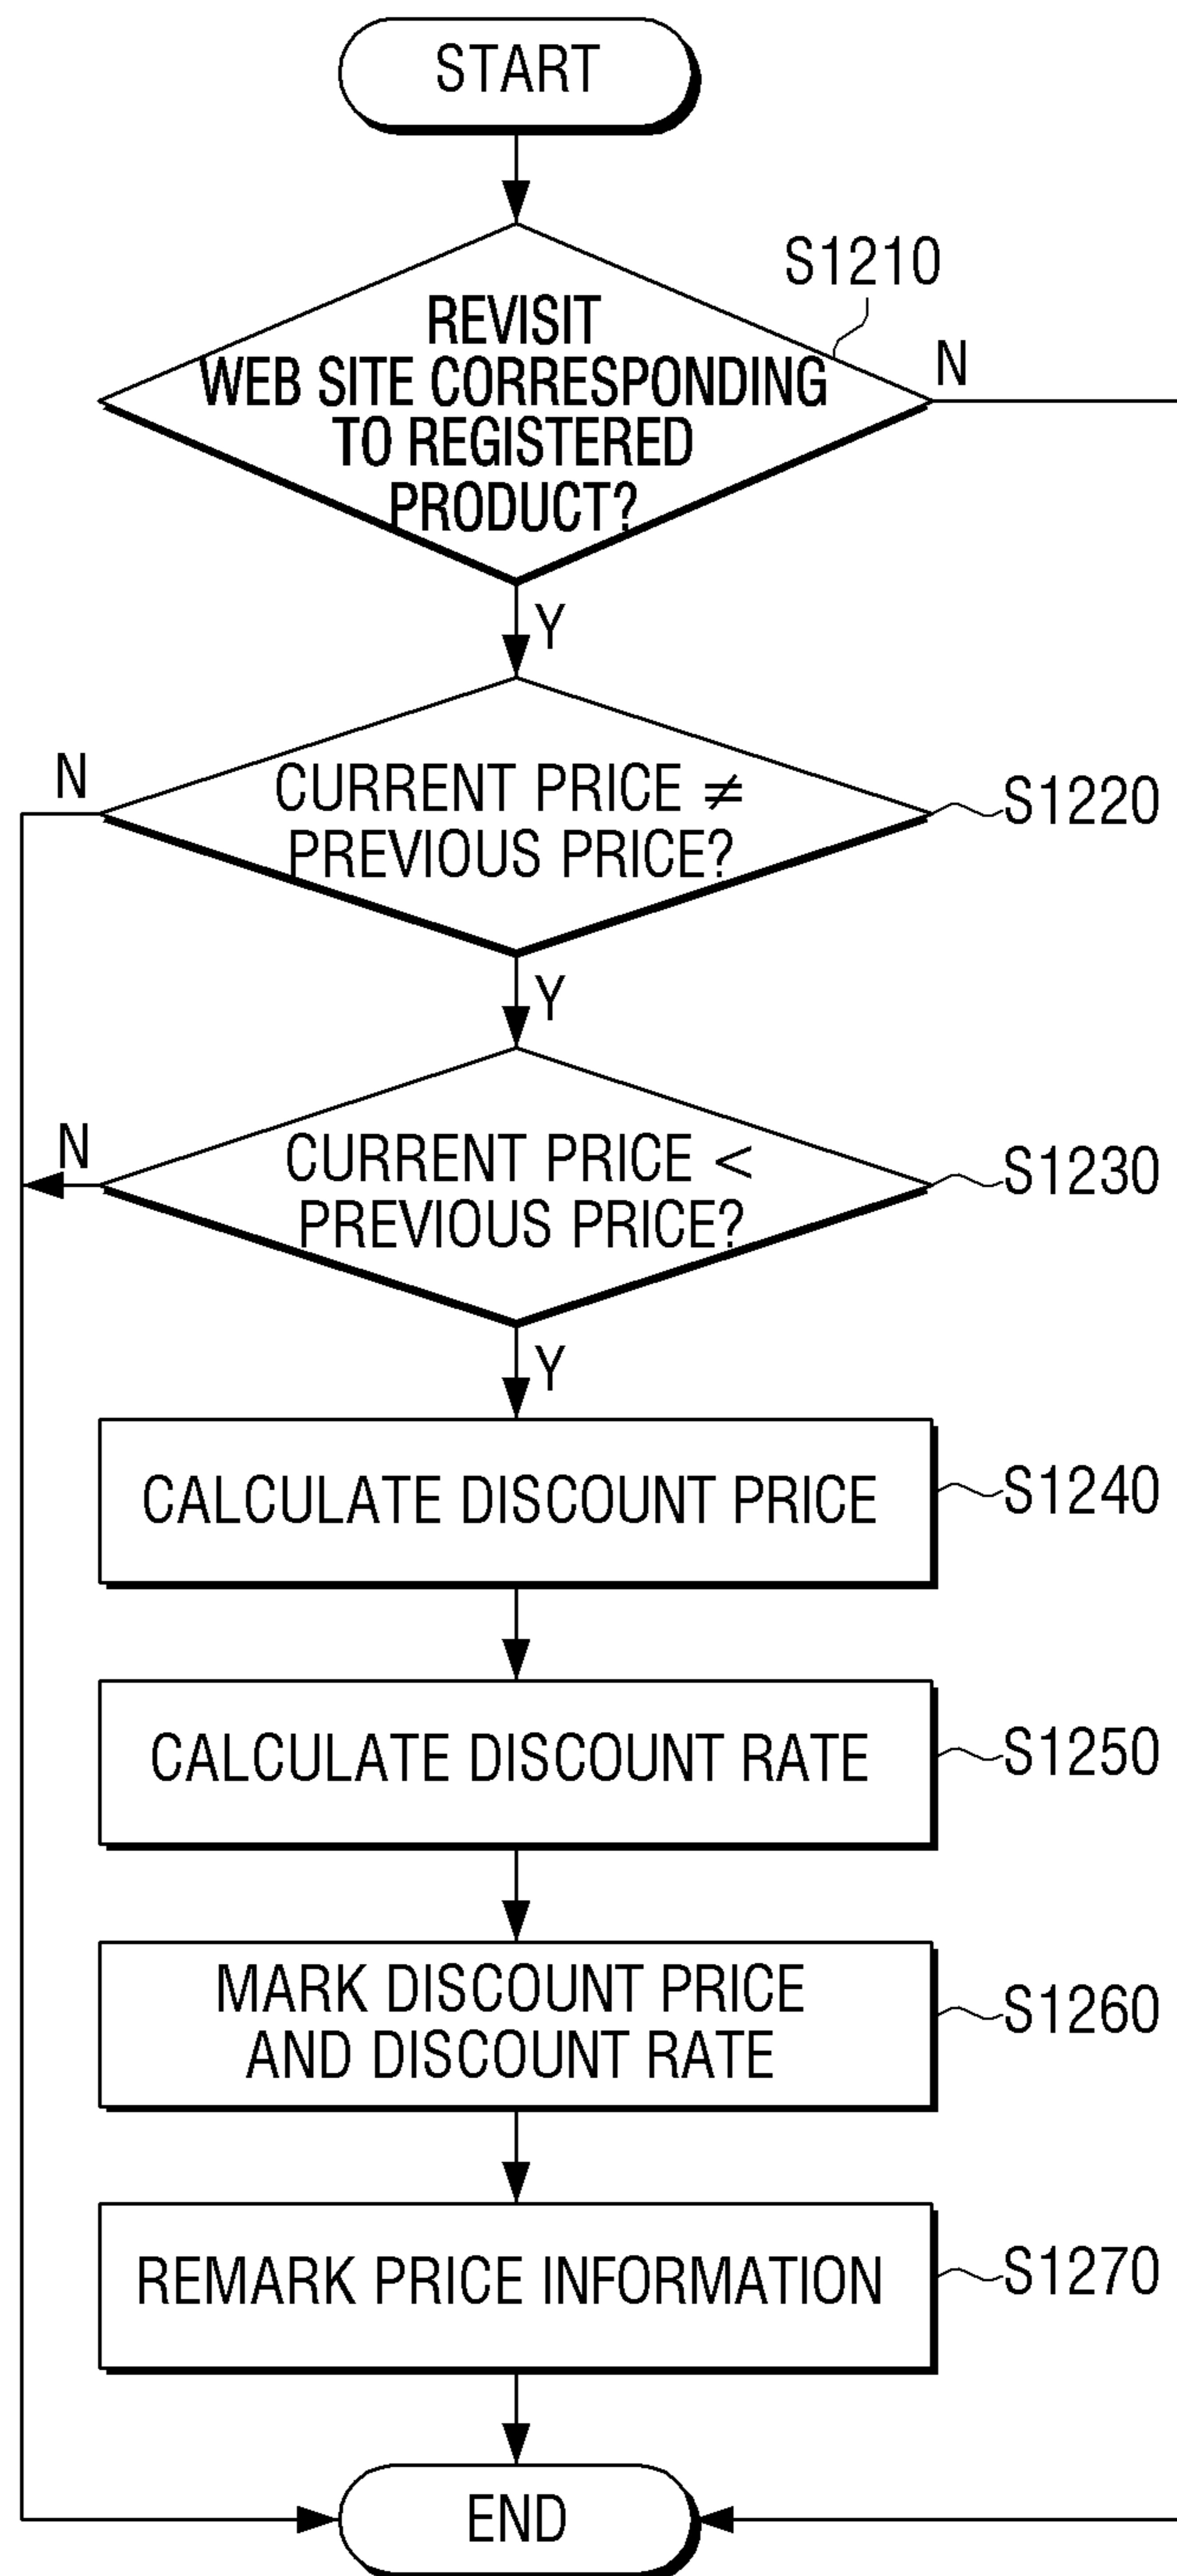 START
S1210
REVISIT
WEB SITE CORRESPONDING
TO REGISTERED
PRODUCT?
N
Y
N
CURRENT PRICE ≠
PREVIOUS PRICE?
S1220
Y
N
CURRENT PRICE <
PREVIOUS PRICE?
S1230
Y
CALCULATE DISCOUNT PRICE
S1240
CALCULATE DISCOUNT RATE
S1250
MARK DISCOUNT PRICE
AND DISCOUNT RATE
S1260
REMARK PRICE INFORMATION
S1270
END